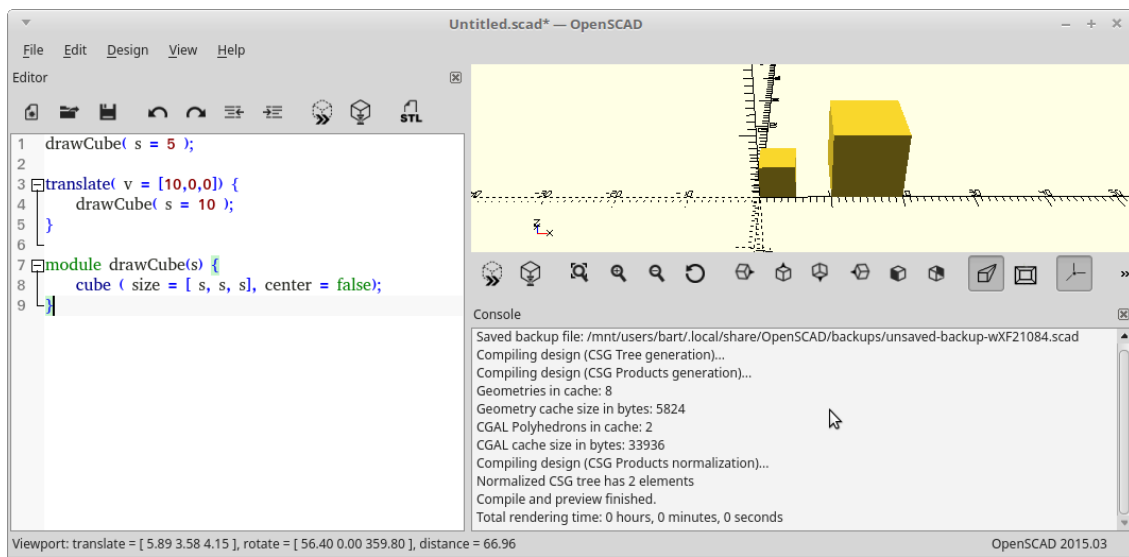 Untitled.scad* — OpenSCAD
File Edit Design View Help
Editor
STL
1 drawCube( s = 5 );
2
3 translate( v = [10,0,0]) {
4 drawCube( s = 10 );
5 }
6
7 module drawCube(s) {
8 cube ( size = [ s, s, s], center = false);
9 }
Z
x
»
Console
Saved backup file: /mnt/users/bart/.local/share/OpenSCAD/backups/unsaved-backup-wXF21084.scad
Compiling design (CSG Tree generation)...
Compiling design (CSG Products generation)...
Geometries in cache: 8
Geometry cache size in bytes: 5824
CGAL Polyhedrons in cache: 2
CGAL cache size in bytes: 33936
Compiling design (CSG Products normalization)...
Normalized CSG tree has 2 elements
Compile and preview finished.
Total rendering time: 0 hours, 0 minutes, 0 seconds
Viewport: translate = [ 5.89 3.58 4.15 ], rotate = [ 56.40 0.00 359.80 ], distance = 66.96
OpenSCAD 2015.03